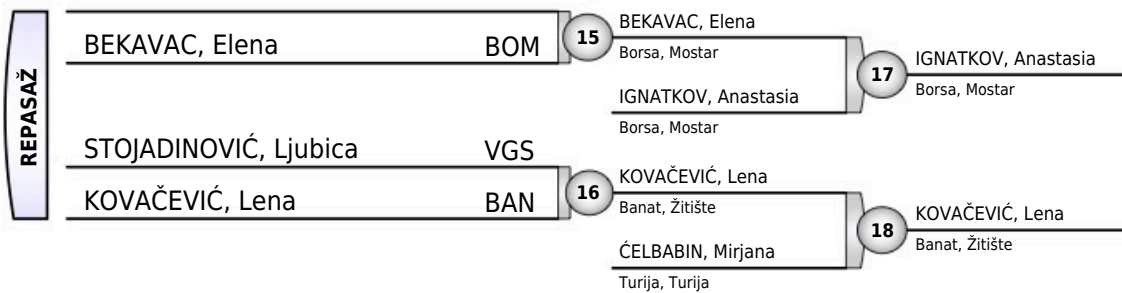 REPASAŽ
BEKAVAC, Elena BOM
STOJADINOVIĆ, Ljubica VGS
KOVAČEVIĆ, Lena BAN
15
BEKAVAC, Elena
Borsa, Mostar
IGNATKOV, Anastasia
Borsa, Mostar
16
KOVAČEVIĆ, Lena
Banat, Žitište
ĆELBABIN, Mirjana
Turija, Turija
17
IGNATKOV, Anastasia
Borsa, Mostar
18
KOVAČEVIĆ, Lena
Banat, Žitište